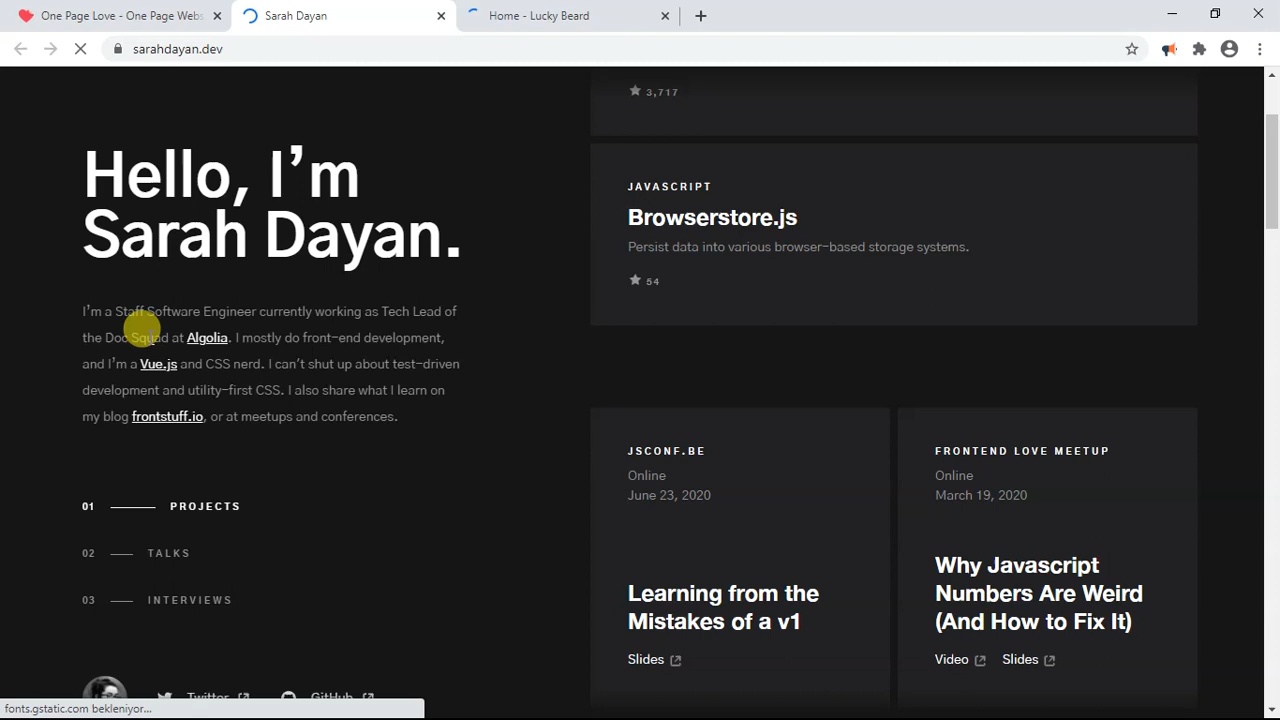 One Page Love - One Page Webs
Sarah Dayan
Home - Lucky Beard
sarahdayan.dev
Hello, I’m
Sarah Dayan.
I’m a Staff Software Engineer currently working as Tech Lead of
the Doc Squad at Algolia. I mostly do front-end development,
and I’m a Vue.js and CSS nerd. I can’t shut up about test-driven
development and utility-first CSS. I also share what I learn on
my blog frontstuff.io, or at meetups and conferences.
01 PROJECTS
02 TALKS
03 INTERVIEWS
Twitter
GitHub
3,717
JAVASCRIPT
Browserstore.js
Persist data into various browser-based storage systems.
54
JSCONF.BE
Online
June 23, 2020
Learning from the
Mistakes of a v1
Slides
FRONTEND LOVE MEETUP
Online
March 19, 2020
Why Javascript
Numbers Are Weird
(And How to Fix It)
Video Slides
fonts.gstatic.com bekleniyor...